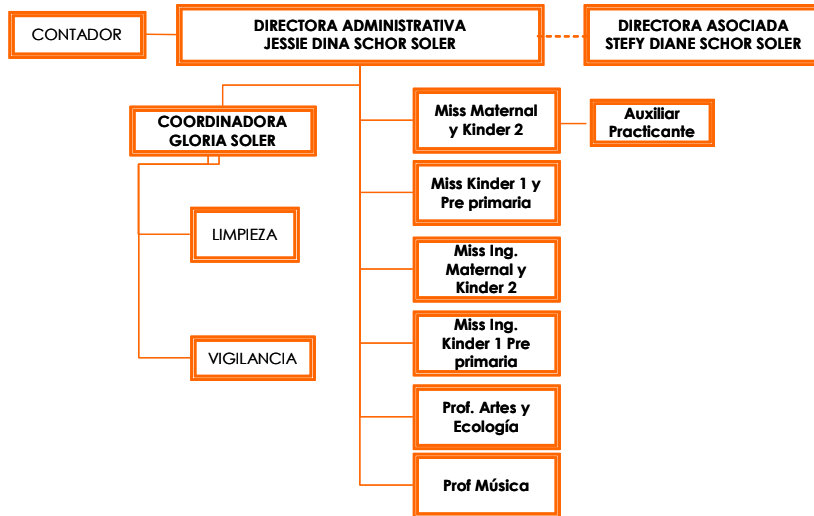 CONTADOR
DIRECTORA ADMINISTRATIVA
JESSIE DINA SCHOR SOLER
DIRECTORA ASOCIADA
STEFY DIANE SCHOR SOLER
COORDINADORA
GLORIA SOLER
LIMPIEZA
VIGILANCIA
Miss Maternal
y Kinder 2
Auxiliar
Practicante
Miss Kinder 1 y
Pre primaria
Miss Ing.
Maternal y
Kinder 2
Miss Ing.
Kinder 1 Pre
primaria
Prof. Artes y
Ecología
Prof Música